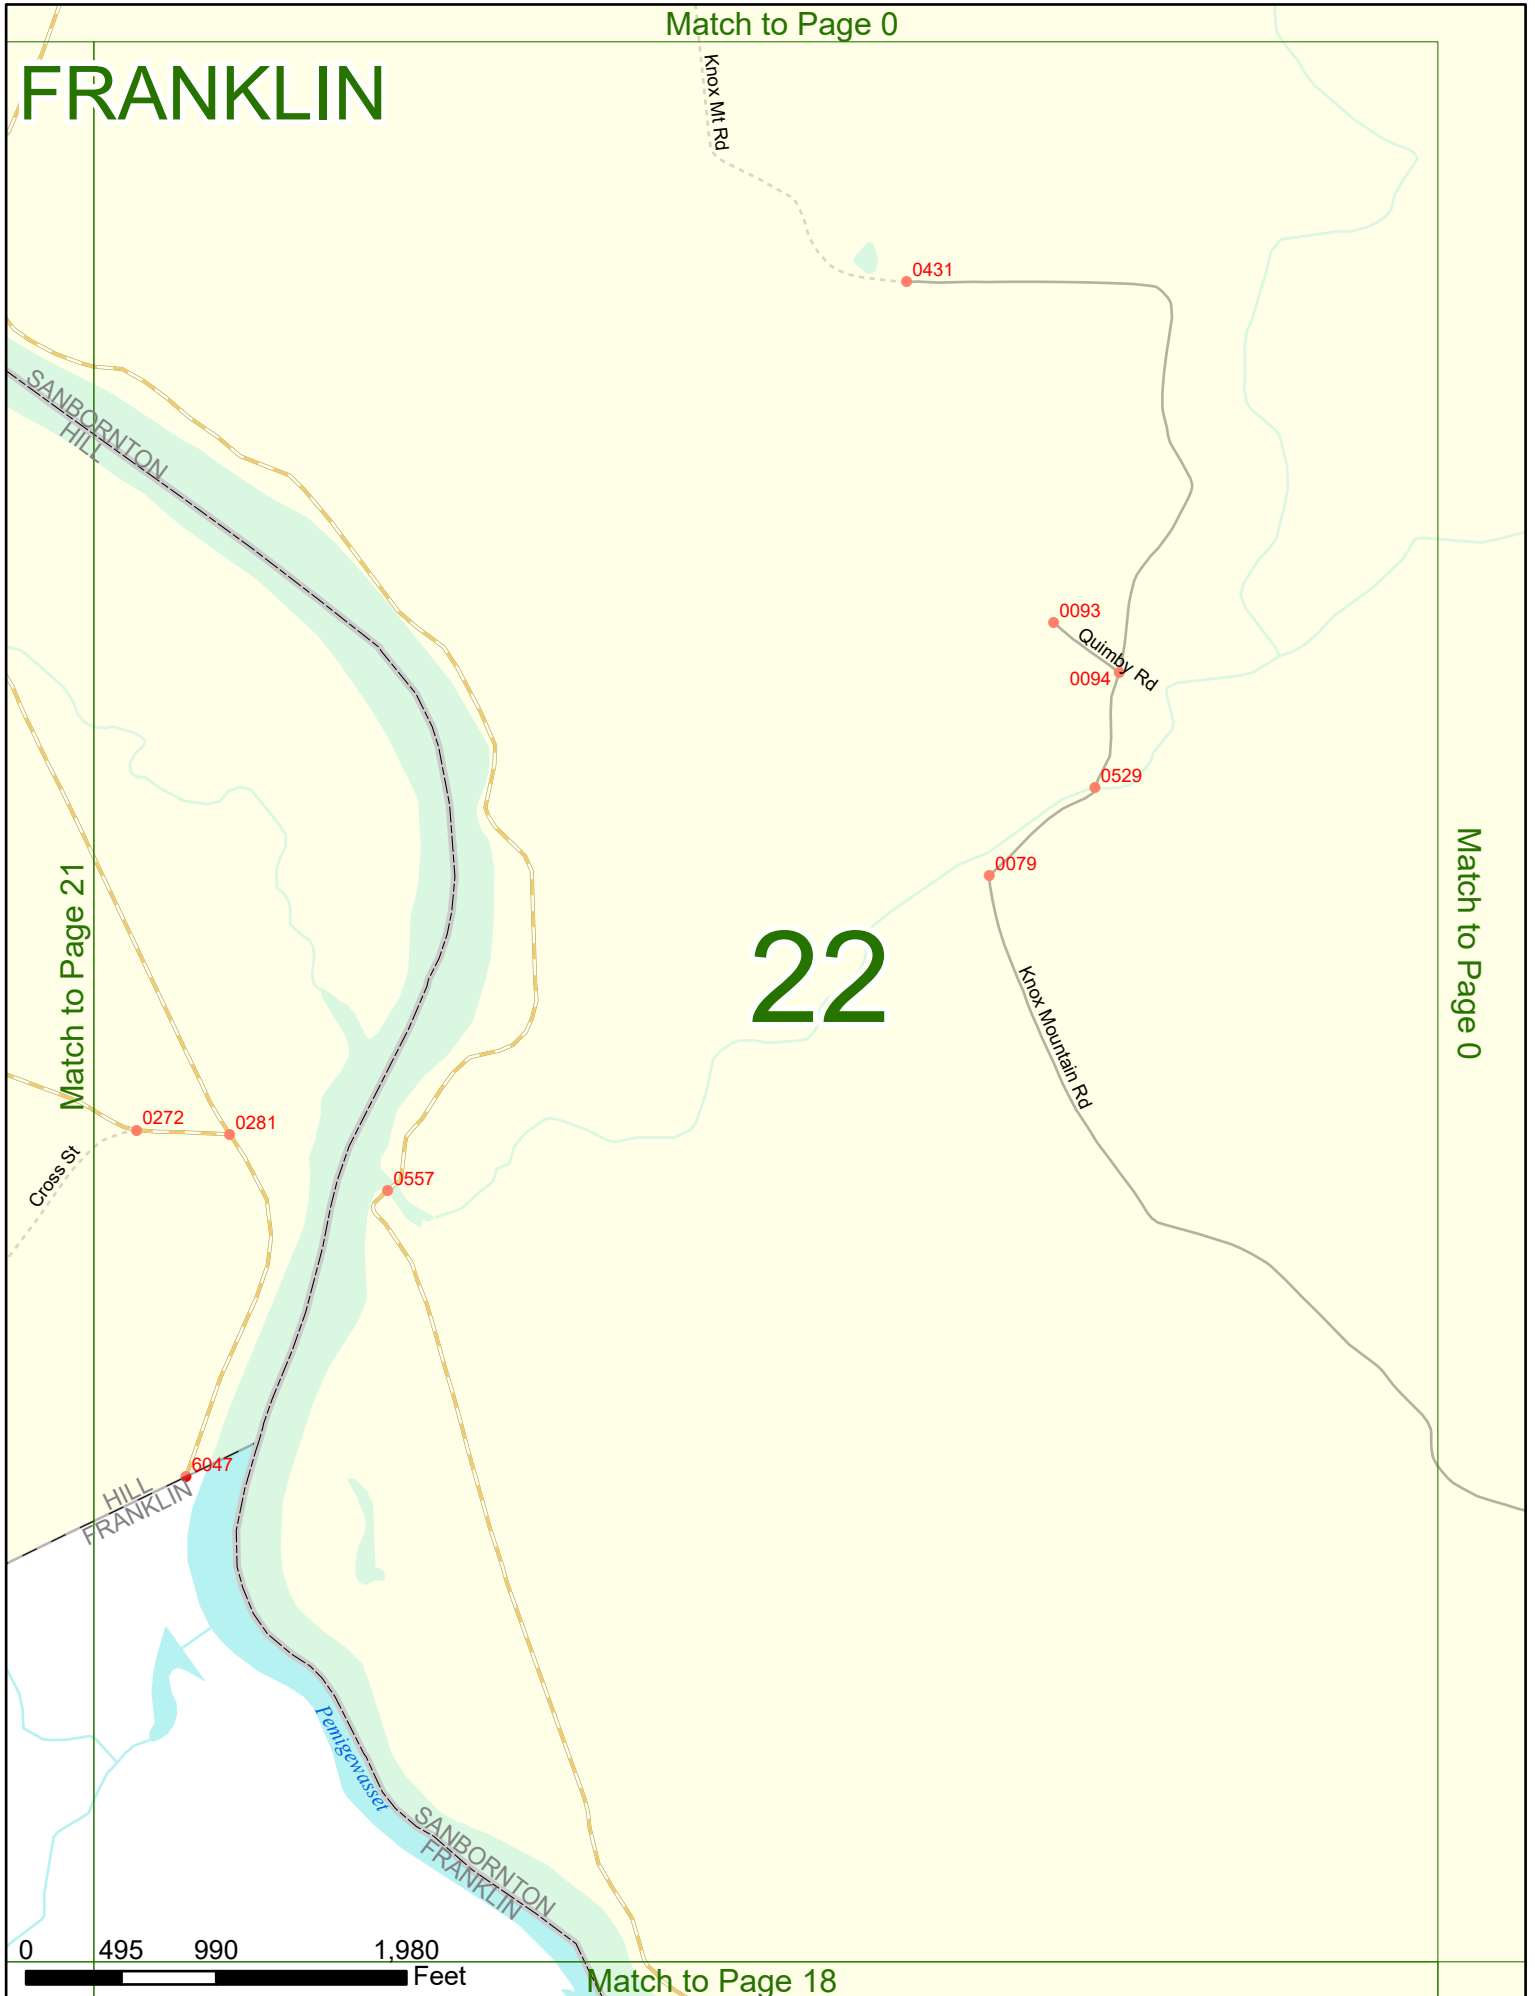 Match to Page 0
FRANKLIN
Knox Mt Rd
0431
SANBORNTON
HILL
0093
Quimby Rd
0094
0529
Match to Page 21
Match to Page 0
0079
22
Knox Mountain Rd
0272
0281
Cross St
0557
6047
HILL
FRANKLIN
Pemigewasset
SANBORNTON
FRANKLIN
0 495 990 1,980
Feet
Match to Page 18